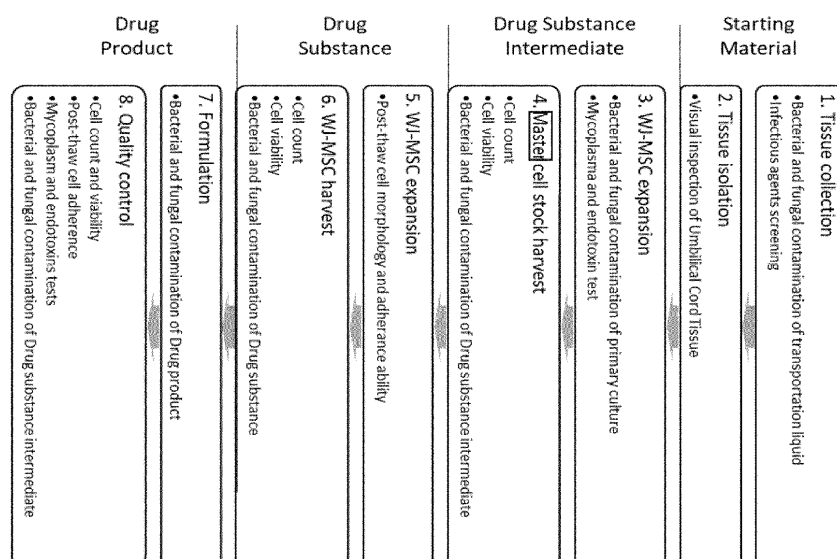 Starting
Material
1. Tissue collection
•Bacterial and fungal contamination of transportation liquid
•Infectious agents screening
2. Tissue isolation
•Visual inspection of Umbilical Cord Tissue
Drug Substance
Intermediate
3. WJ-MSC expansion
•Bacterial and fungal contamination of primary culture
•Mycoplasma and endotoxin test
4. Master cell stock harvest
•Cell count
•Cell viability
•Bacterial and fungal contamination of Drug substance intermediate
Drug
Substance
5. WJ-MSC expansion
•Post-thaw cell morphology and adherance ability
6. WJ-MSC harvest
•Cell count
•Cell viability
•Bacterial and fungal contamination of Drug substance
Drug
Product
7. Formulation
•Bacterial and fungal contamination of Drug product
8. Quality control
•Cell count and viability
•Post-thaw cell adherence
•Mycoplasm and endotoxins tests
•Bacterial and fungal contamination of Drug substance intermediate